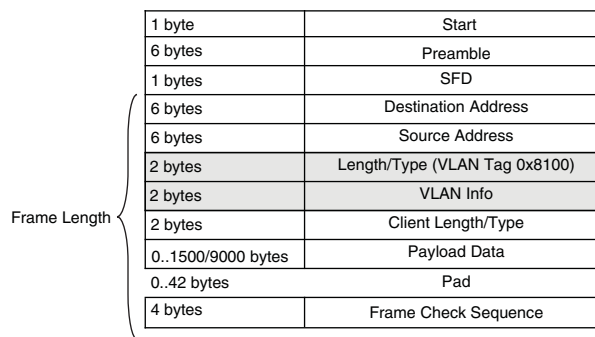 1 byte Start
6 bytes Preamble
1 byte SFD
6 bytes Destination Address
6 bytes Source Address
2 bytes Length/Type (VLAN Tag 0x8100)
2 bytes VLAN Info
Frame Length
2 bytes Client Length/Type
0..1500/9000 bytes Payload Data
0..42 bytes Pad
4 bytes Frame Check Sequence